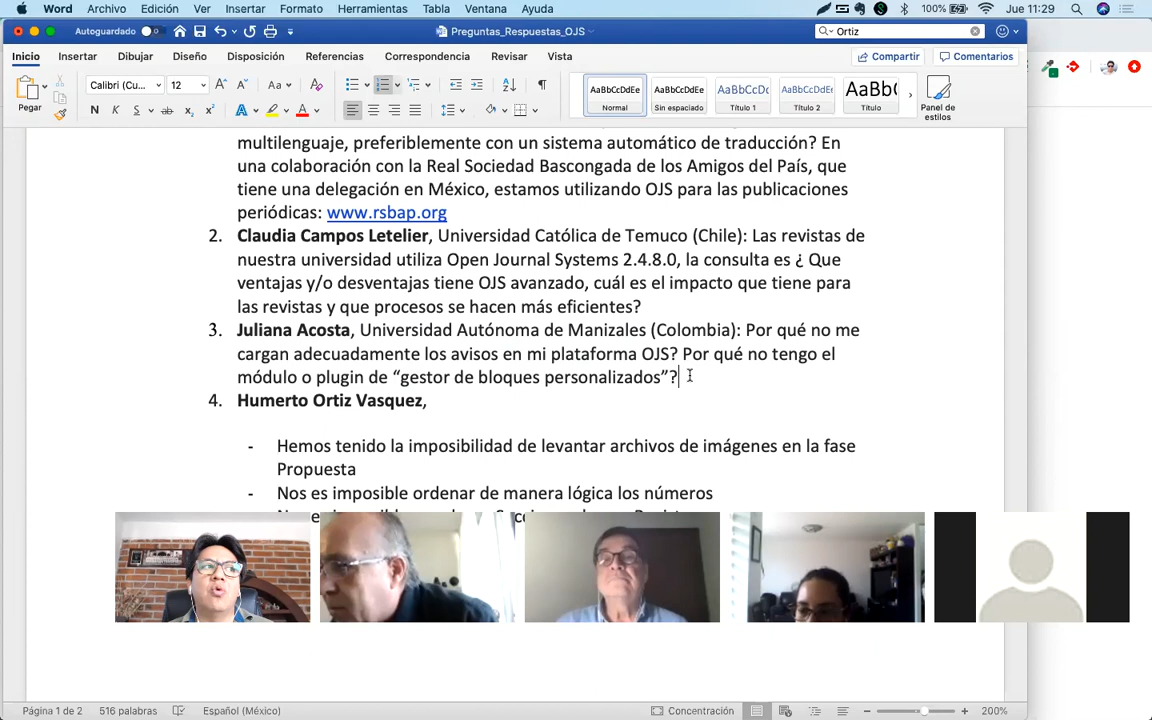 Word Archivo Edición Ver Insertar Formato Herramientas Tabla Ventana Ayuda 100% Jue 11:29
Autoguardado Preguntas_Respuestas_OJS Ortiz
Inicio Insertar Dibujar Diseño Disposición Referencias Correspondencia Revisar Vista Compartir Comentarios
Pegar Calibri (Cu... 12 Aa
N K S ab x₂ x² A A
AaBbCcDdEe AaBbCcDdEe AaBbCcDc AaBbCcDdEe AaBb(
Normal Sin espaciado Título 1 Título 2 Título Panel de estilos
multilenguaje, preferiblemente con un sistema automático de traducción? En
una colaboración con la Real Sociedad Bascongada de los Amigos del País, que
tiene una delegación en México, estamos utilizando OJS para las publicaciones
periódicas: www.rsbap.org
2. Claudia Campos Letelier, Universidad Católica de Temuco (Chile): Las revistas de
nuestra universidad utiliza Open Journal Systems 2.4.8.0, la consulta es ¿ Que
ventajas y/o desventajas tiene OJS avanzado, cuál es el impacto que tiene para
las revistas y que procesos se hacen más eficientes?
3. Juliana Acosta, Universidad Autónoma de Manizales (Colombia): Por qué no me
cargan adecuadamente los avisos en mi plataforma OJS? Por qué no tengo el
módulo o plugin de “gestor de bloques personalizados”?
4. Humerto Ortiz Vasquez,
- Hemos tenido la imposibilidad de levantar archivos de imágenes en la fase
Propuesta
- Nos es imposible ordenar de manera lógica los números
Página 1 de 2 516 palabras Español (México) Concentración 200%